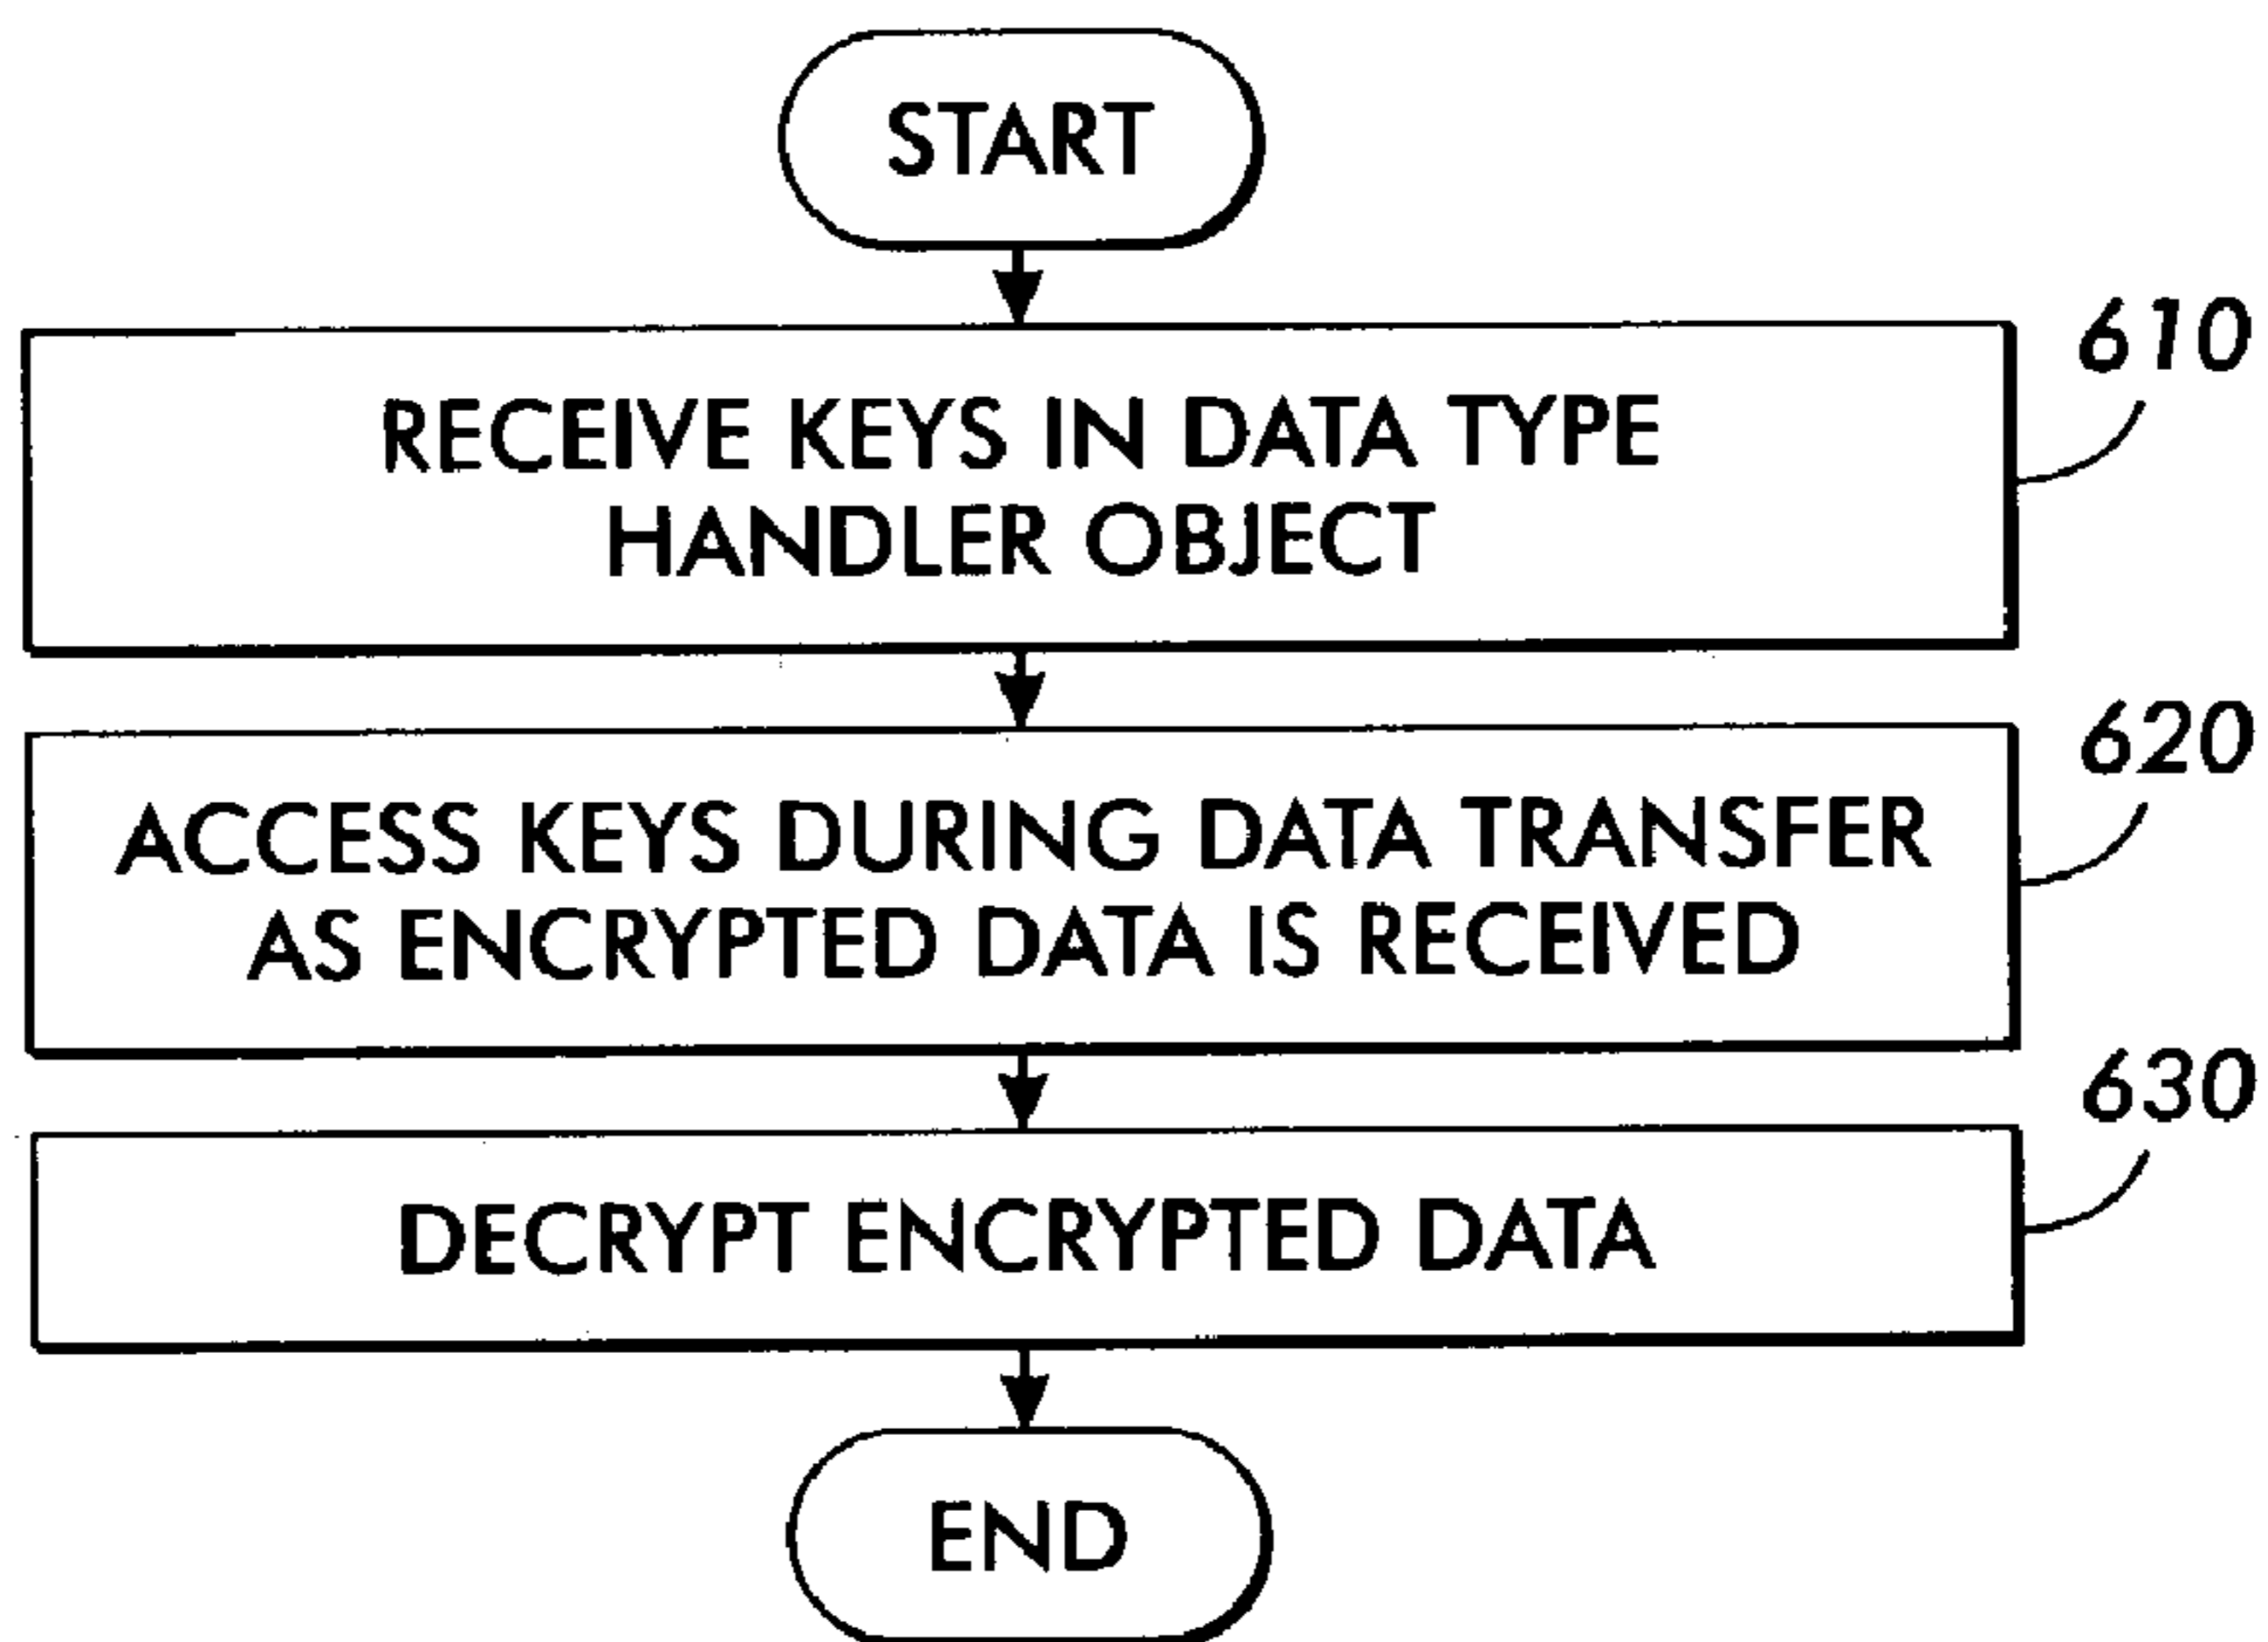 START
610
RECEIVE KEYS IN DATA TYPE
HANDLER OBJECT
620
ACCESS KEYS DURING DATA TRANSFER
AS ENCRYPTED DATA IS RECEIVED
630
DECRYPT ENCRYPTED DATA
END